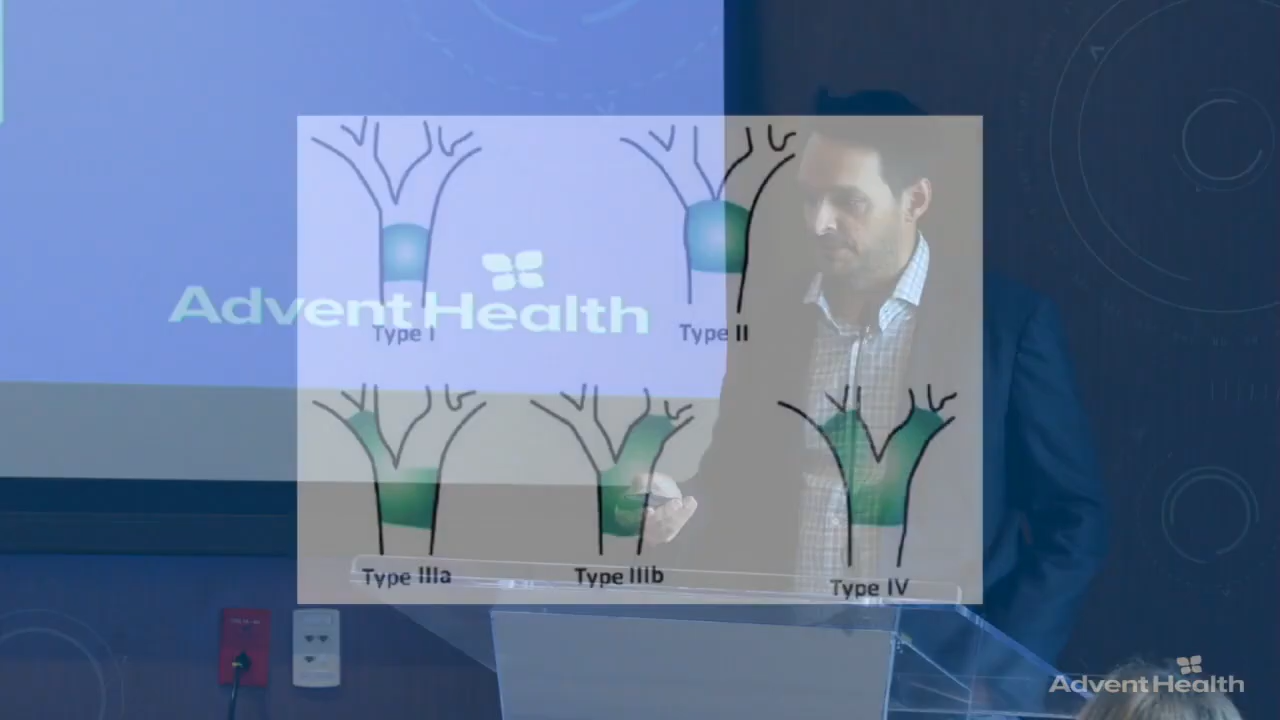 AdventHealth
Type I
Type II
Type IIIa
Type IIIb
Type IV
AdventHealth